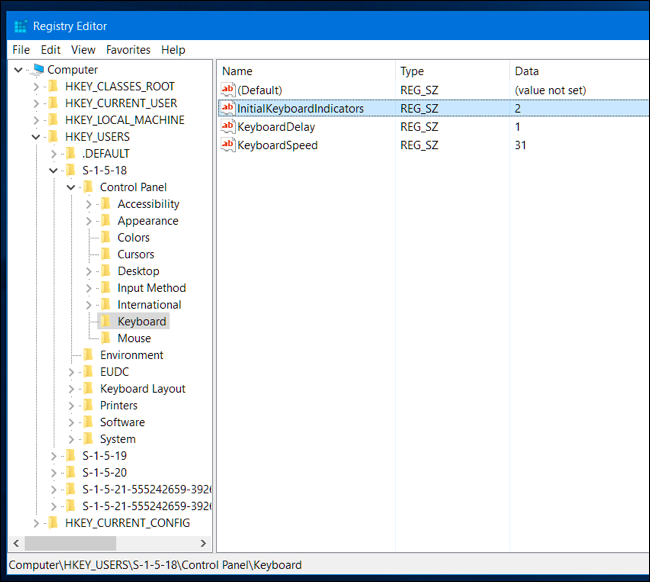 Registry Editor
File Edit View Favorites Help
Computer
HKEY_CLASSES_ROOT
HKEY_CURRENT_USER
HKEY_LOCAL_MACHINE
HKEY_USERS
.DEFAULT
S-1-5-18
Control Panel
Accessibility
Appearance
Colors
Cursors
Desktop
Input Method
International
Keyboard
Mouse
Environment
EUDC
Keyboard Layout
Printers
Software
System
S-1-5-19
S-1-5-20
S-1-5-21-555242659-392
S-1-5-21-555242659-392
HKEY_CURRENT_CONFIG
Name Type Data
ab (Default) REG_SZ (value not set)
ab InitialKeyboardIndicators REG_SZ 2
ab KeyboardDelay REG_SZ 1
ab KeyboardSpeed REG_SZ 31
Computer\HKEY_USERS\S-1-5-18\Control Panel\Keyboard